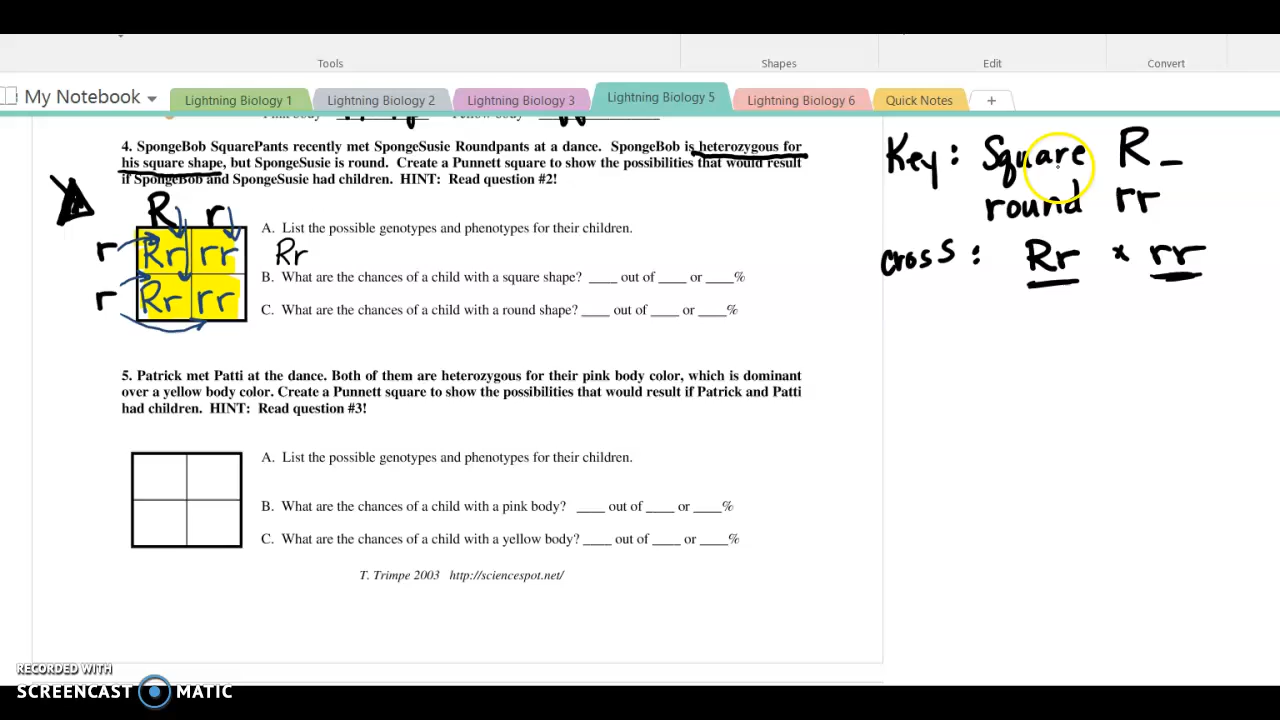 Tools Shapes Edit Convert
My Notebook Lightning Biology 1 Lightning Biology 2 Lightning Biology 3 Lightning Biology 5 Lightning Biology 6 Quick Notes +
4. SpongeBob SquarePants recently met SpongeSusie Roundpants at a dance. SpongeBob is heterozygous for
his square shape, but SpongeSusie is round. Create a Punnett square to show the possibilities that would result
if SpongeBob and SpongeSusie had children. HINT: Read question #2!
R r
r Rr rr
r Rr rr
A. List the possible genotypes and phenotypes for their children.
Rr
B. What are the chances of a child with a square shape? ____ out of ____ or ____%
C. What are the chances of a child with a round shape? ____ out of ____ or ____%
Key: Square R_
round rr
cross: Rr x rr
5. Patrick met Patti at the dance. Both of them are heterozygous for their pink body color, which is dominant
over a yellow body color. Create a Punnett square to show the possibilities that would result if Patrick and Patti
had children. HINT: Read question #3!
A. List the possible genotypes and phenotypes for their children.
B. What are the chances of a child with a pink body? ____ out of ____ or ____%
C. What are the chances of a child with a yellow body? ____ out of ____ or ____%
T. Trimpe 2003 http://sciencespot.net/
RECORDED WITH
SCREENCAST MATIC